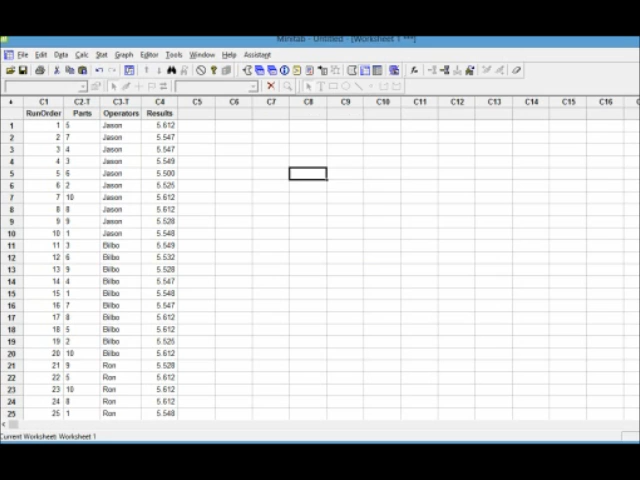 Minitab - Untitled - [Worksheet 1 ***]
File Edit Data Calc Stat Graph Editor Tools Window Help Assistant
C1 C2-T C3-T C4 C5 C6 C7 C8 C9 C10 C11 C12 C13 C14 C15 C16
RunOrder Parts Operators Results
1 1 5 Jason 5.612
2 2 7 Jason 5.547
3 3 4 Jason 5.547
4 4 3 Jason 5.549
5 5 6 Jason 5.500
6 6 2 Jason 5.525
7 7 10 Jason 5.612
8 8 8 Jason 5.612
9 9 9 Jason 5.528
10 10 1 Jason 5.548
11 11 3 Bilbo 5.549
12 12 6 Bilbo 5.532
13 13 9 Bilbo 5.528
14 14 4 Bilbo 5.547
15 15 1 Bilbo 5.548
16 16 7 Bilbo 5.547
17 17 8 Bilbo 5.612
18 18 5 Bilbo 5.612
19 19 2 Bilbo 5.525
20 20 10 Bilbo 5.612
21 21 9 Ron 5.528
22 22 5 Ron 5.612
23 23 10 Ron 5.612
24 24 8 Ron 5.612
25 25 1 Ron 5.548
Current Worksheet: Worksheet 1